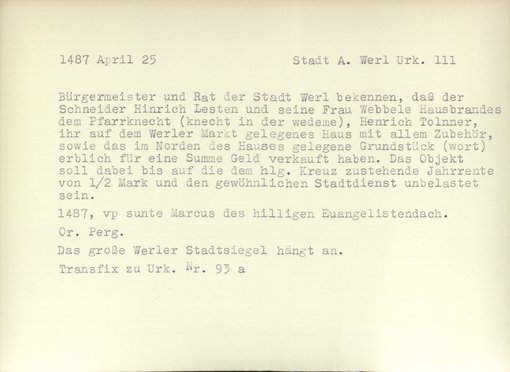 1487 April 25 Stadt A. Werl Urk. 111
Bürgermeister und Rat der Stadt Werl bekennen, daß der
Schneider Hinrich Lesten und seine Frau Webbele Hausbrandes
dem Pfarrknecht (knecht in der wedeme), Henrich Tolnner,
ihr auf dem Werler Markt gelegenes Haus mit allem Zubehör,
sowie das im Norden des Hauses gelegene Grundstück (wort)
erblich für eine Summe Geld verkauft haben. Das Objekt
soll dabei bis auf die dem hlg. Kreuz zustehende Jahrrente
von 1/2 Mark und den gewöhnlichen Stadtdienst unbelastet
sein.
1487, vp sunte Marcus des hilligen Euangelistendach.
Or. Perg.
Das große Werler Stadtsiegel hängt an.
Transfix zu Urk. Nr. 93 a